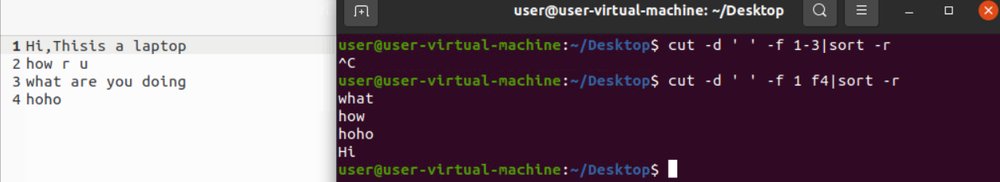 1 Hi,Thisis a laptop
2 how r u
3 what are you doing
4 hoho
user@user-virtual-machine: ~/Desktop
user@user-virtual-machine:~/Desktop$ cut -d ' ' -f 1-3|sort -r
^C
user@user-virtual-machine:~/Desktop$ cut -d ' ' -f 1 f4|sort -r
what
how
hoho
Hi
user@user-virtual-machine:~/Desktop$